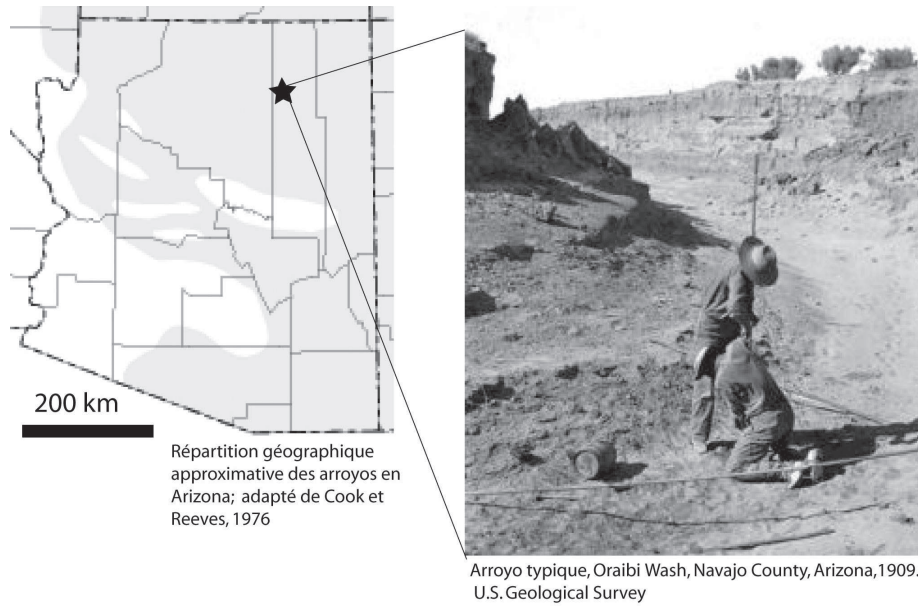 200 km
Répartition géographique
approximative des arroyos en
Arizona; adapté de Cook et
Reeves, 1976
Arroyo typique, Oraibi Wash, Navajo County, Arizona,1909.
U.S. Geological Survey